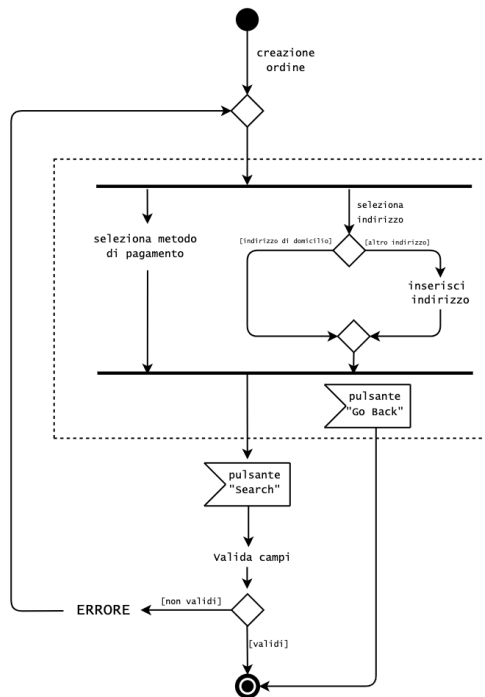 creazione
ordine
seleziona
indirizzo
seleziona metodo
di pagamento
[indirizzo di domicilio]
[altro indirizzo]
inserisci
indirizzo
pulsante
"Go Back"
pulsante
"Search"
Valida campi
[non validi]
ERRORE
[validi]